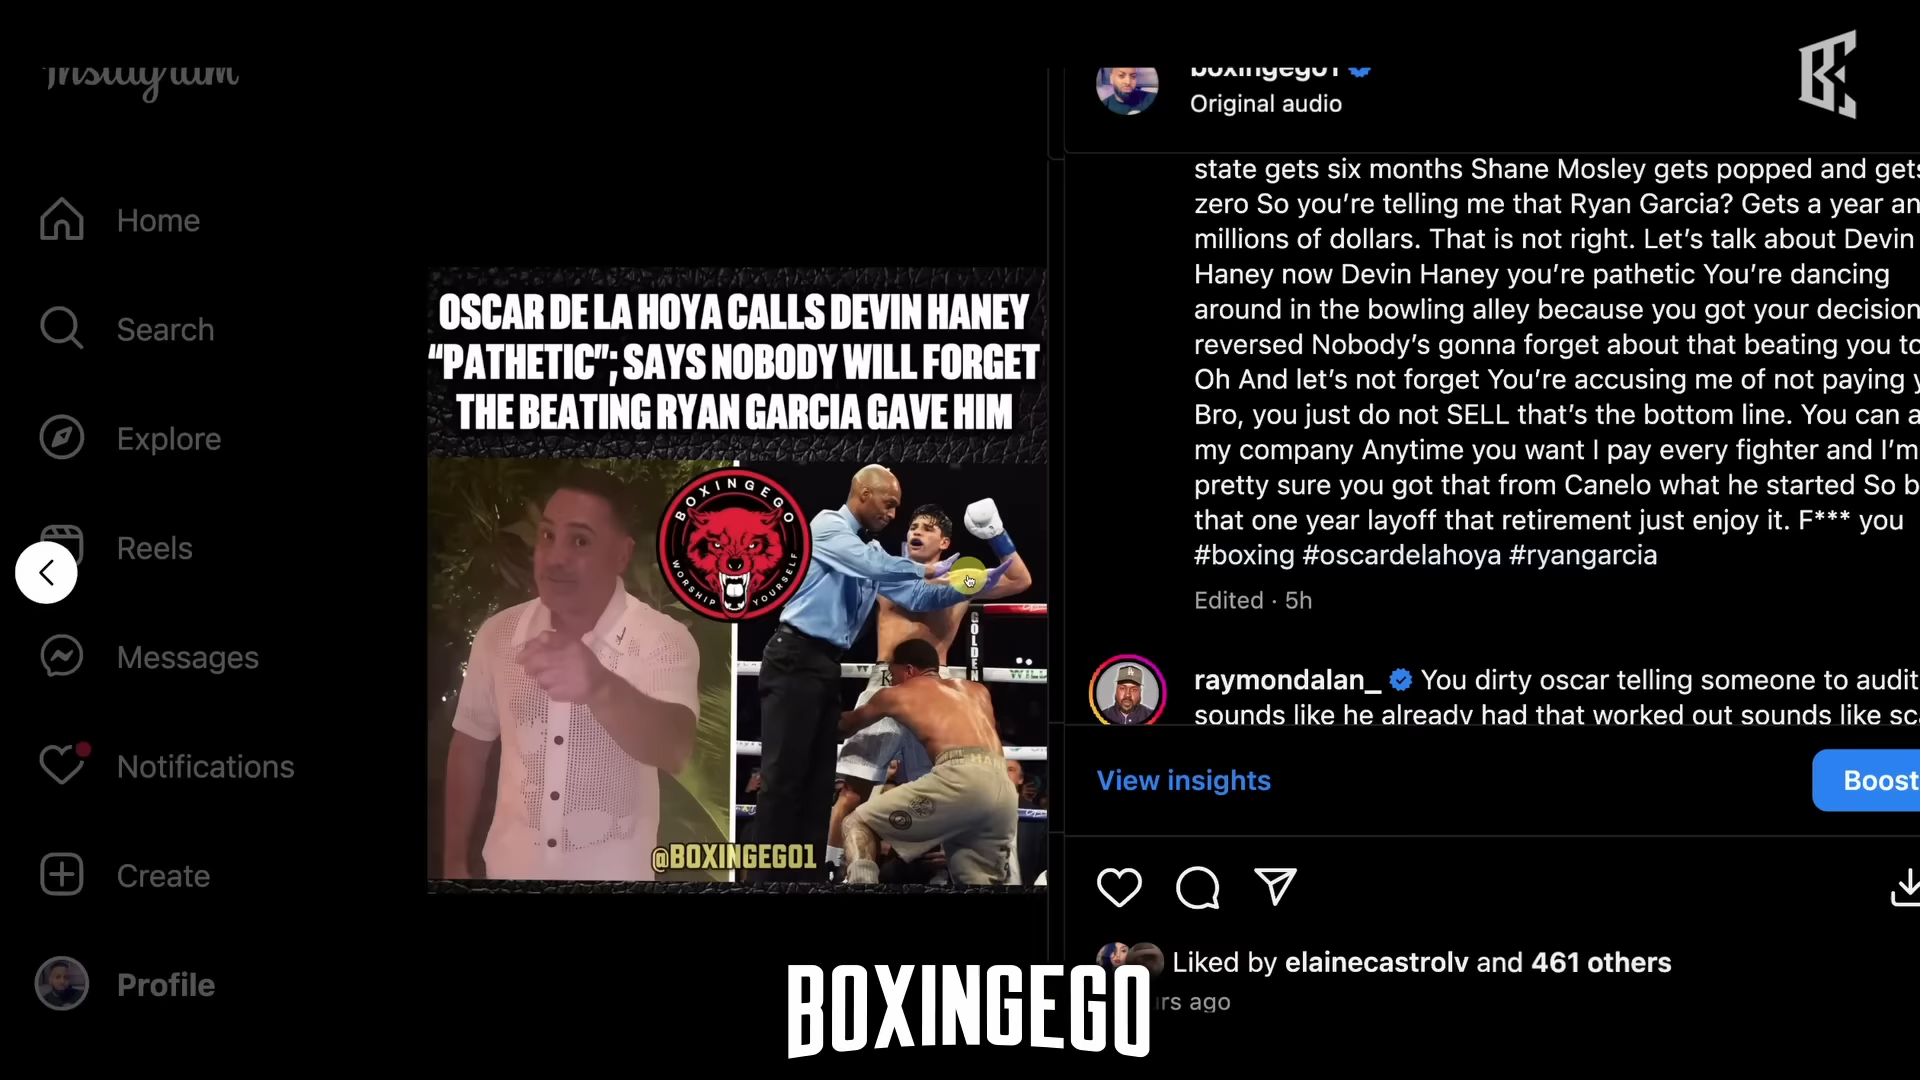 Instagram
Home
Search
Explore
Reels
Messages
Notifications
Create
Profile
OSCAR DE LA HOYA CALLS DEVIN HANEY
“PATHETIC”; SAYS NOBODY WILL FORGET
THE BEATING RYAN GARCIA GAVE HIM
BOXINGEGO
WORSHIP YOURSELF
GOLDEN
@BOXINGEGO1
boxingego1
Original audio
state gets six months Shane Mosley gets popped and gets
zero So you’re telling me that Ryan Garcia? Gets a year an
millions of dollars. That is not right. Let’s talk about Devin
Haney now Devin Haney you’re pathetic You’re dancing
around in the bowling alley because you got your decision
reversed Nobody’s gonna forget about that beating you to
Oh And let’s not forget You’re accusing me of not paying y
Bro, you just do not SELL that’s the bottom line. You can a
my company Anytime you want I pay every fighter and I’m
pretty sure you got that from Canelo what he started So b
that one year layoff that retirement just enjoy it. F*** you
#boxing #oscardelahoya #ryangarcia
Edited · 5h
raymondalan_ You dirty oscar telling someone to audit
sounds like he already had that worked out sounds like sc
View insights
Boost
Liked by elainecastrolv and 461 others
urs ago
BOXINGEGO